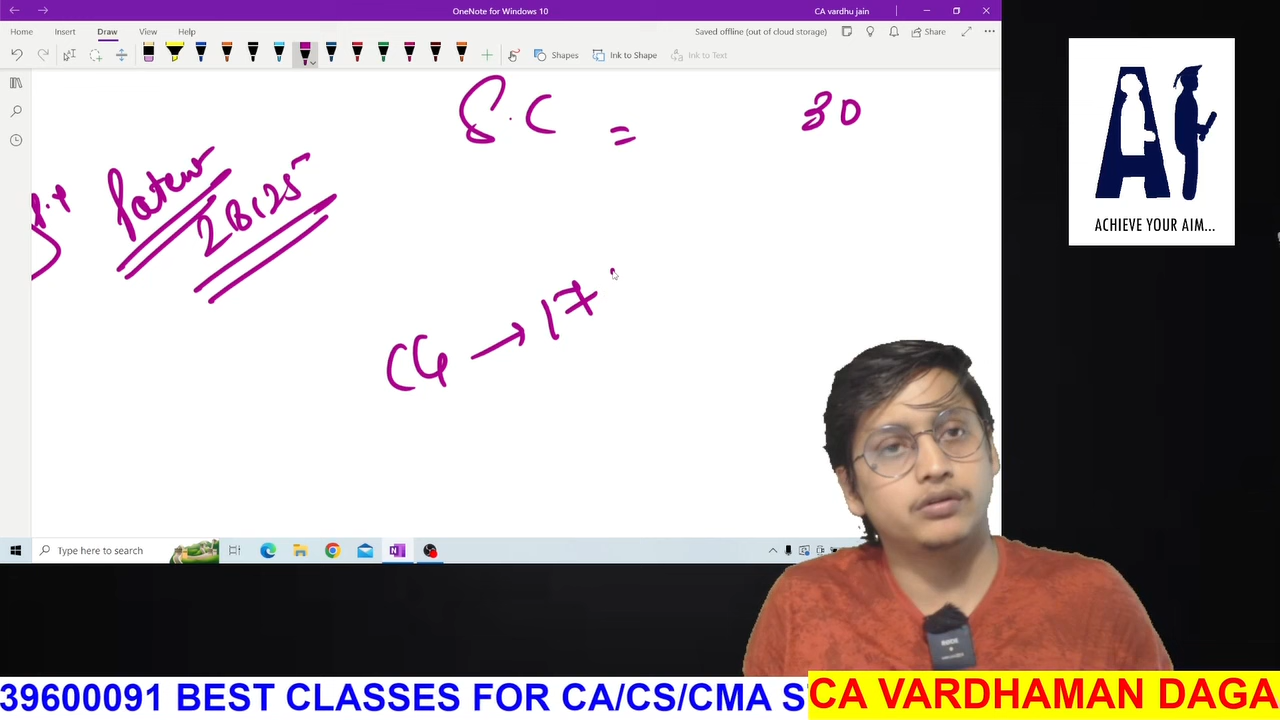 OneNote for Windows 10
CA vardhu jain
Home Insert Draw View Help
Saved offline (out of cloud storage)
Share
Shapes
Ink to Shape
Ink to Text
S.C = 30
CG → 17
Type here to search
ACHIEVE YOUR AIM...
39600091 BEST CLASSES FOR CA/CS/CMA S
CA VARDHAMAN DAGA